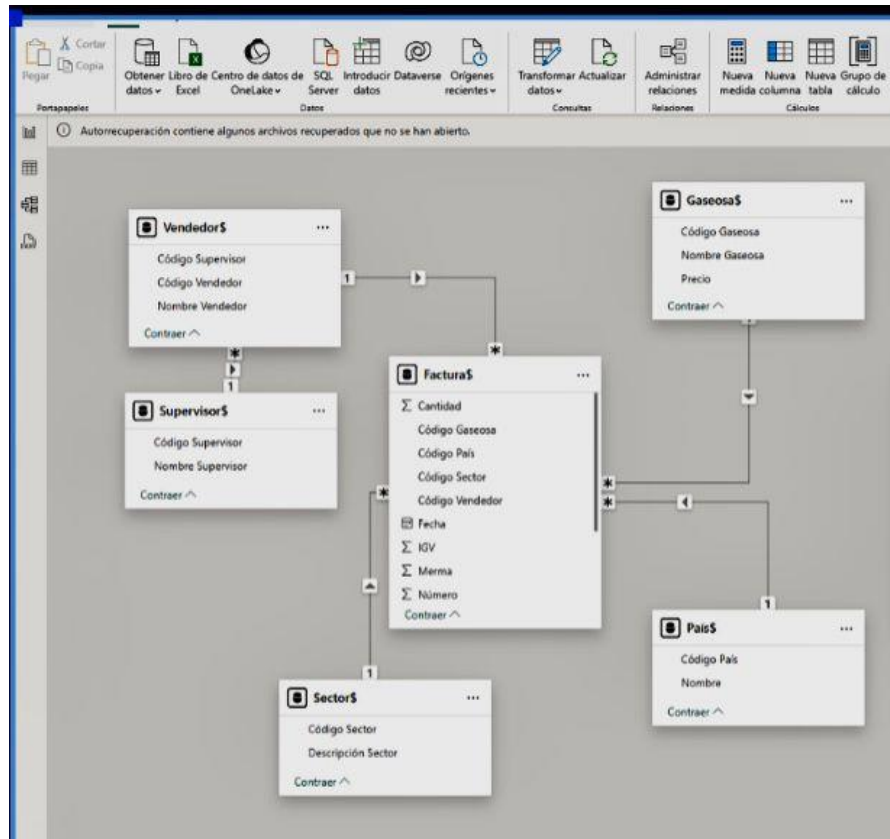 Cortar
Copia
Pegar
Portapapeles
Obtener datos
Libro de Excel
Centro de datos de OneLake
SQL Server
Introducir datos
Dataverse
Orígenes recientes
Datos
Transformar datos
Actualizar
Consultas
Administrar relaciones
Relaciones
Nueva medida
Nueva columna
Nueva tabla
Grupo de cálculo
Cálculos
Autorrecuperación contiene algunos archivos recuperados que no se han abierto.
Vendedor$
Código Supervisor
Código Vendedor
Nombre Vendedor
Contraer
1
*
*
1
Gaseosa$
Código Gaseosa
Nombre Gaseosa
Precio
Contraer
Supervisor$
Código Supervisor
Nombre Supervisor
Contraer
Factura$
Σ Cantidad
Código Gaseosa
Código País
Código Sector
Código Vendedor
Fecha
Σ IGV
Σ Merma
Σ Número
Contraer
*
*
*
1
1
País$
Código País
Nombre
Contraer
Sector$
Código Sector
Descripción Sector
Contraer